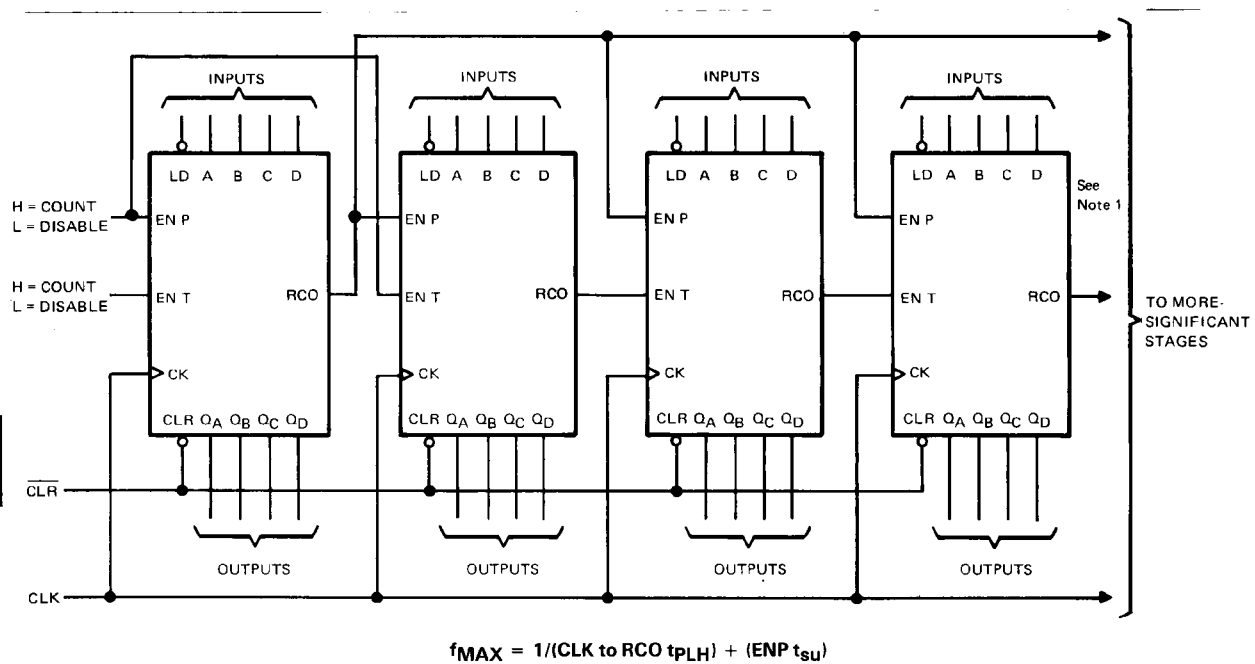 INPUTS INPUTS INPUTS INPUTS
LD A B C D LD A B C D LD A B C D LD A B C D
See
Note 1
H = COUNT
L = DISABLE
EN P EN P EN P EN P
H = COUNT
L = DISABLE
EN T RCO EN T RCO EN T RCO EN T RCO
TO MORE-
SIGNIFICANT
STAGES
CK CK CK CK
CLR QA QB QC QD CLR QA QB QC QD CLR QA QB QC QD CLR QA QB QC QD
CLR
OUTPUTS OUTPUTS OUTPUTS OUTPUTS
CLK
fMAX = 1/(CLK to RCO tPLH) + (ENP tsu)